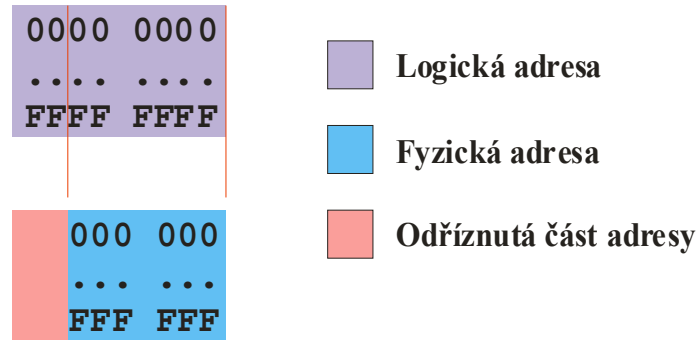 0000 0000
.... ....
FFFF FFFF
000 000
... ...
FFF FFF
Logická adresa
Fyzická adresa
Odříznutá část adresy